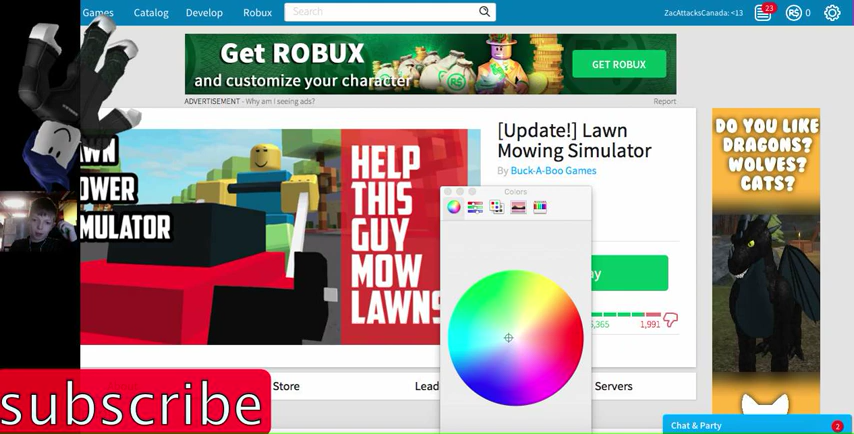 Games Catalog Develop Robux Search ZacAttacksCanada: <13 23 R$ 0
Get ROBUX
and customize your character
GET ROBUX
ADVERTISEMENT - Why am I seeing ads? Report
[Update!] Lawn
Mowing Simulator
By Buck-A-Boo Games
HELP
THIS
GUY
MOW
LAWNS
MULATOR
Colors
1,991
DO YOU LIKE
DRAGONS?
WOLVES?
CATS?
Store
Servers
subscribe
Chat & Party 2